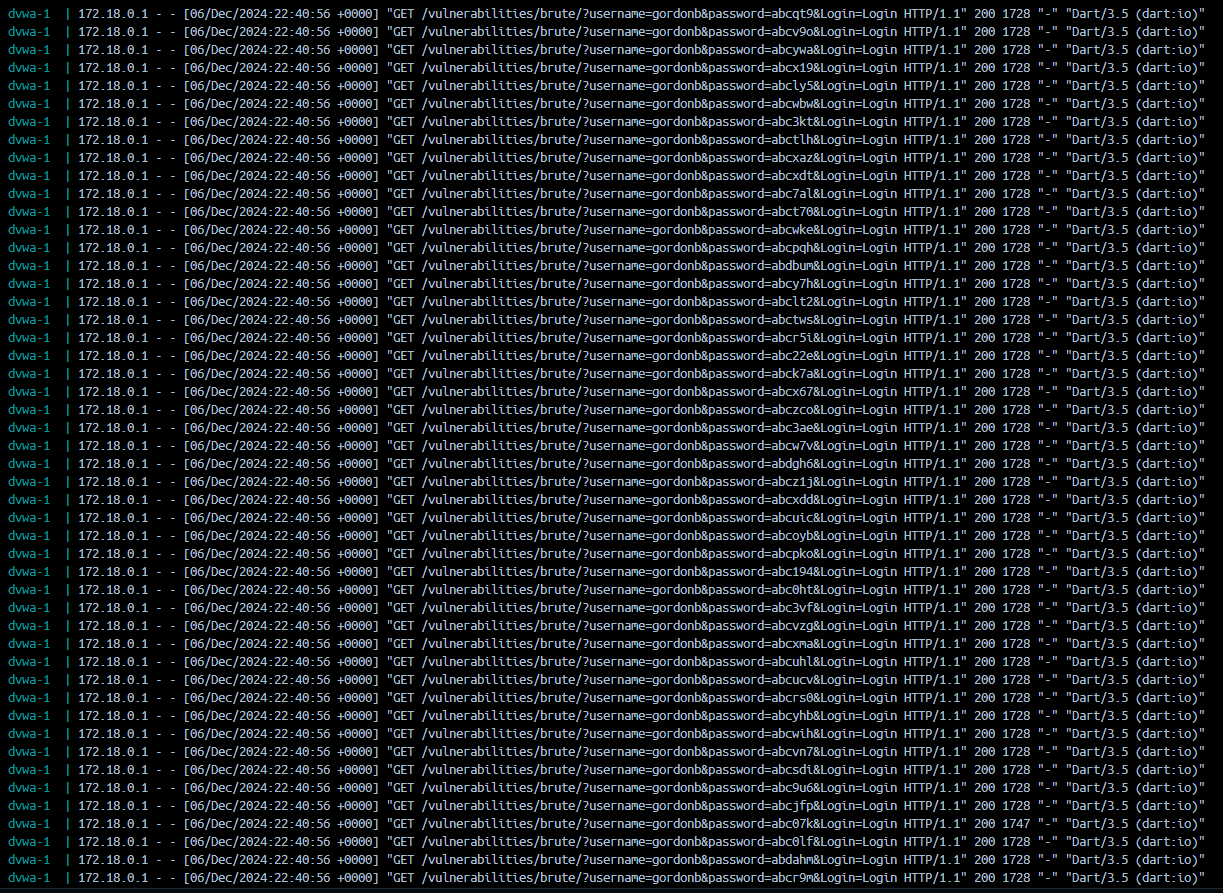 dvwa-1 | 172.18.0.1 - - [06/Dec/2024:22:40:56 +0000] "GET /vulnerabilities/brute/?username=gordonb&password=abcqt9&Login=Login HTTP/1.1" 200 1728 "-" "Dart/3.5 (dart:io)"
dvwa-1 | 172.18.0.1 - - [06/Dec/2024:22:40:56 +0000] "GET /vulnerabilities/brute/?username=gordonb&password=abcv9o&Login=Login HTTP/1.1" 200 1728 "-" "Dart/3.5 (dart:io)"
dvwa-1 | 172.18.0.1 - - [06/Dec/2024:22:40:56 +0000] "GET /vulnerabilities/brute/?username=gordonb&password=abcywa&Login=Login HTTP/1.1" 200 1728 "-" "Dart/3.5 (dart:io)"
dvwa-1 | 172.18.0.1 - - [06/Dec/2024:22:40:56 +0000] "GET /vulnerabilities/brute/?username=gordonb&password=abcx19&Login=Login HTTP/1.1" 200 1728 "-" "Dart/3.5 (dart:io)"
dvwa-1 | 172.18.0.1 - - [06/Dec/2024:22:40:56 +0000] "GET /vulnerabilities/brute/?username=gordonb&password=abcly5&Login=Login HTTP/1.1" 200 1728 "-" "Dart/3.5 (dart:io)"
dvwa-1 | 172.18.0.1 - - [06/Dec/2024:22:40:56 +0000] "GET /vulnerabilities/brute/?username=gordonb&password=abcwbw&Login=Login HTTP/1.1" 200 1728 "-" "Dart/3.5 (dart:io)"
dvwa-1 | 172.18.0.1 - - [06/Dec/2024:22:40:56 +0000] "GET /vulnerabilities/brute/?username=gordonb&password=abc3kt&Login=Login HTTP/1.1" 200 1728 "-" "Dart/3.5 (dart:io)"
dvwa-1 | 172.18.0.1 - - [06/Dec/2024:22:40:56 +0000] "GET /vulnerabilities/brute/?username=gordonb&password=abctlh&Login=Login HTTP/1.1" 200 1728 "-" "Dart/3.5 (dart:io)"
dvwa-1 | 172.18.0.1 - - [06/Dec/2024:22:40:56 +0000] "GET /vulnerabilities/brute/?username=gordonb&password=abcxaz&Login=Login HTTP/1.1" 200 1728 "-" "Dart/3.5 (dart:io)"
dvwa-1 | 172.18.0.1 - - [06/Dec/2024:22:40:56 +0000] "GET /vulnerabilities/brute/?username=gordonb&password=abcxdt&Login=Login HTTP/1.1" 200 1728 "-" "Dart/3.5 (dart:io)"
dvwa-1 | 172.18.0.1 - - [06/Dec/2024:22:40:56 +0000] "GET /vulnerabilities/brute/?username=gordonb&password=abc7al&Login=Login HTTP/1.1" 200 1728 "-" "Dart/3.5 (dart:io)"
dvwa-1 | 172.18.0.1 - - [06/Dec/2024:22:40:56 +0000] "GET /vulnerabilities/brute/?username=gordonb&password=abct70&Login=Login HTTP/1.1" 200 1728 "-" "Dart/3.5 (dart:io)"
dvwa-1 | 172.18.0.1 - - [06/Dec/2024:22:40:56 +0000] "GET /vulnerabilities/brute/?username=gordonb&password=abcwke&Login=Login HTTP/1.1" 200 1728 "-" "Dart/3.5 (dart:io)"
dvwa-1 | 172.18.0.1 - - [06/Dec/2024:22:40:56 +0000] "GET /vulnerabilities/brute/?username=gordonb&password=abcpqh&Login=Login HTTP/1.1" 200 1728 "-" "Dart/3.5 (dart:io)"
dvwa-1 | 172.18.0.1 - - [06/Dec/2024:22:40:56 +0000] "GET /vulnerabilities/brute/?username=gordonb&password=abdbum&Login=Login HTTP/1.1" 200 1728 "-" "Dart/3.5 (dart:io)"
dvwa-1 | 172.18.0.1 - - [06/Dec/2024:22:40:56 +0000] "GET /vulnerabilities/brute/?username=gordonb&password=abcy7h&Login=Login HTTP/1.1" 200 1728 "-" "Dart/3.5 (dart:io)"
dvwa-1 | 172.18.0.1 - - [06/Dec/2024:22:40:56 +0000] "GET /vulnerabilities/brute/?username=gordonb&password=abclt2&Login=Login HTTP/1.1" 200 1728 "-" "Dart/3.5 (dart:io)"
dvwa-1 | 172.18.0.1 - - [06/Dec/2024:22:40:56 +0000] "GET /vulnerabilities/brute/?username=gordonb&password=abctws&Login=Login HTTP/1.1" 200 1728 "-" "Dart/3.5 (dart:io)"
dvwa-1 | 172.18.0.1 - - [06/Dec/2024:22:40:56 +0000] "GET /vulnerabilities/brute/?username=gordonb&password=abcr5i&Login=Login HTTP/1.1" 200 1728 "-" "Dart/3.5 (dart:io)"
dvwa-1 | 172.18.0.1 - - [06/Dec/2024:22:40:56 +0000] "GET /vulnerabilities/brute/?username=gordonb&password=abc22e&Login=Login HTTP/1.1" 200 1728 "-" "Dart/3.5 (dart:io)"
dvwa-1 | 172.18.0.1 - - [06/Dec/2024:22:40:56 +0000] "GET /vulnerabilities/brute/?username=gordonb&password=abck7a&Login=Login HTTP/1.1" 200 1728 "-" "Dart/3.5 (dart:io)"
dvwa-1 | 172.18.0.1 - - [06/Dec/2024:22:40:56 +0000] "GET /vulnerabilities/brute/?username=gordonb&password=abcx67&Login=Login HTTP/1.1" 200 1728 "-" "Dart/3.5 (dart:io)"
dvwa-1 | 172.18.0.1 - - [06/Dec/2024:22:40:56 +0000] "GET /vulnerabilities/brute/?username=gordonb&password=abczco&Login=Login HTTP/1.1" 200 1728 "-" "Dart/3.5 (dart:io)"
dvwa-1 | 172.18.0.1 - - [06/Dec/2024:22:40:56 +0000] "GET /vulnerabilities/brute/?username=gordonb&password=abc3ae&Login=Login HTTP/1.1" 200 1728 "-" "Dart/3.5 (dart:io)"
dvwa-1 | 172.18.0.1 - - [06/Dec/2024:22:40:56 +0000] "GET /vulnerabilities/brute/?username=gordonb&password=abcw7v&Login=Login HTTP/1.1" 200 1728 "-" "Dart/3.5 (dart:io)"
dvwa-1 | 172.18.0.1 - - [06/Dec/2024:22:40:56 +0000] "GET /vulnerabilities/brute/?username=gordonb&password=abdgh6&Login=Login HTTP/1.1" 200 1728 "-" "Dart/3.5 (dart:io)"
dvwa-1 | 172.18.0.1 - - [06/Dec/2024:22:40:56 +0000] "GET /vulnerabilities/brute/?username=gordonb&password=abcz1j&Login=Login HTTP/1.1" 200 1728 "-" "Dart/3.5 (dart:io)"
dvwa-1 | 172.18.0.1 - - [06/Dec/2024:22:40:56 +0000] "GET /vulnerabilities/brute/?username=gordonb&password=abcxdd&Login=Login HTTP/1.1" 200 1728 "-" "Dart/3.5 (dart:io)"
dvwa-1 | 172.18.0.1 - - [06/Dec/2024:22:40:56 +0000] "GET /vulnerabilities/brute/?username=gordonb&password=abcuic&Login=Login HTTP/1.1" 200 1728 "-" "Dart/3.5 (dart:io)"
dvwa-1 | 172.18.0.1 - - [06/Dec/2024:22:40:56 +0000] "GET /vulnerabilities/brute/?username=gordonb&password=abcoyb&Login=Login HTTP/1.1" 200 1728 "-" "Dart/3.5 (dart:io)"
dvwa-1 | 172.18.0.1 - - [06/Dec/2024:22:40:56 +0000] "GET /vulnerabilities/brute/?username=gordonb&password=abcpko&Login=Login HTTP/1.1" 200 1728 "-" "Dart/3.5 (dart:io)"
dvwa-1 | 172.18.0.1 - - [06/Dec/2024:22:40:56 +0000] "GET /vulnerabilities/brute/?username=gordonb&password=abc194&Login=Login HTTP/1.1" 200 1728 "-" "Dart/3.5 (dart:io)"
dvwa-1 | 172.18.0.1 - - [06/Dec/2024:22:40:56 +0000] "GET /vulnerabilities/brute/?username=gordonb&password=abc0ht&Login=Login HTTP/1.1" 200 1728 "-" "Dart/3.5 (dart:io)"
dvwa-1 | 172.18.0.1 - - [06/Dec/2024:22:40:56 +0000] "GET /vulnerabilities/brute/?username=gordonb&password=abc3vf&Login=Login HTTP/1.1" 200 1728 "-" "Dart/3.5 (dart:io)"
dvwa-1 | 172.18.0.1 - - [06/Dec/2024:22:40:56 +0000] "GET /vulnerabilities/brute/?username=gordonb&password=abcvzg&Login=Login HTTP/1.1" 200 1728 "-" "Dart/3.5 (dart:io)"
dvwa-1 | 172.18.0.1 - - [06/Dec/2024:22:40:56 +0000] "GET /vulnerabilities/brute/?username=gordonb&password=abcxma&Login=Login HTTP/1.1" 200 1728 "-" "Dart/3.5 (dart:io)"
dvwa-1 | 172.18.0.1 - - [06/Dec/2024:22:40:56 +0000] "GET /vulnerabilities/brute/?username=gordonb&password=abcuhl&Login=Login HTTP/1.1" 200 1728 "-" "Dart/3.5 (dart:io)"
dvwa-1 | 172.18.0.1 - - [06/Dec/2024:22:40:56 +0000] "GET /vulnerabilities/brute/?username=gordonb&password=abcucv&Login=Login HTTP/1.1" 200 1728 "-" "Dart/3.5 (dart:io)"
dvwa-1 | 172.18.0.1 - - [06/Dec/2024:22:40:56 +0000] "GET /vulnerabilities/brute/?username=gordonb&password=abcrs0&Login=Login HTTP/1.1" 200 1728 "-" "Dart/3.5 (dart:io)"
dvwa-1 | 172.18.0.1 - - [06/Dec/2024:22:40:56 +0000] "GET /vulnerabilities/brute/?username=gordonb&password=abcyhb&Login=Login HTTP/1.1" 200 1728 "-" "Dart/3.5 (dart:io)"
dvwa-1 | 172.18.0.1 - - [06/Dec/2024:22:40:56 +0000] "GET /vulnerabilities/brute/?username=gordonb&password=abcwih&Login=Login HTTP/1.1" 200 1728 "-" "Dart/3.5 (dart:io)"
dvwa-1 | 172.18.0.1 - - [06/Dec/2024:22:40:56 +0000] "GET /vulnerabilities/brute/?username=gordonb&password=abcvn7&Login=Login HTTP/1.1" 200 1728 "-" "Dart/3.5 (dart:io)"
dvwa-1 | 172.18.0.1 - - [06/Dec/2024:22:40:56 +0000] "GET /vulnerabilities/brute/?username=gordonb&password=abcsdi&Login=Login HTTP/1.1" 200 1728 "-" "Dart/3.5 (dart:io)"
dvwa-1 | 172.18.0.1 - - [06/Dec/2024:22:40:56 +0000] "GET /vulnerabilities/brute/?username=gordonb&password=abc9u6&Login=Login HTTP/1.1" 200 1728 "-" "Dart/3.5 (dart:io)"
dvwa-1 | 172.18.0.1 - - [06/Dec/2024:22:40:56 +0000] "GET /vulnerabilities/brute/?username=gordonb&password=abcjfp&Login=Login HTTP/1.1" 200 1728 "-" "Dart/3.5 (dart:io)"
dvwa-1 | 172.18.0.1 - - [06/Dec/2024:22:40:56 +0000] "GET /vulnerabilities/brute/?username=gordonb&password=abc07k&Login=Login HTTP/1.1" 200 1747 "-" "Dart/3.5 (dart:io)"
dvwa-1 | 172.18.0.1 - - [06/Dec/2024:22:40:56 +0000] "GET /vulnerabilities/brute/?username=gordonb&password=abc0lf&Login=Login HTTP/1.1" 200 1728 "-" "Dart/3.5 (dart:io)"
dvwa-1 | 172.18.0.1 - - [06/Dec/2024:22:40:56 +0000] "GET /vulnerabilities/brute/?username=gordonb&password=abdahm&Login=Login HTTP/1.1" 200 1728 "-" "Dart/3.5 (dart:io)"
dvwa-1 | 172.18.0.1 - - [06/Dec/2024:22:40:56 +0000] "GET /vulnerabilities/brute/?username=gordonb&password=abcr9m&Login=Login HTTP/1.1" 200 1728 "-" "Dart/3.5 (dart:io)"